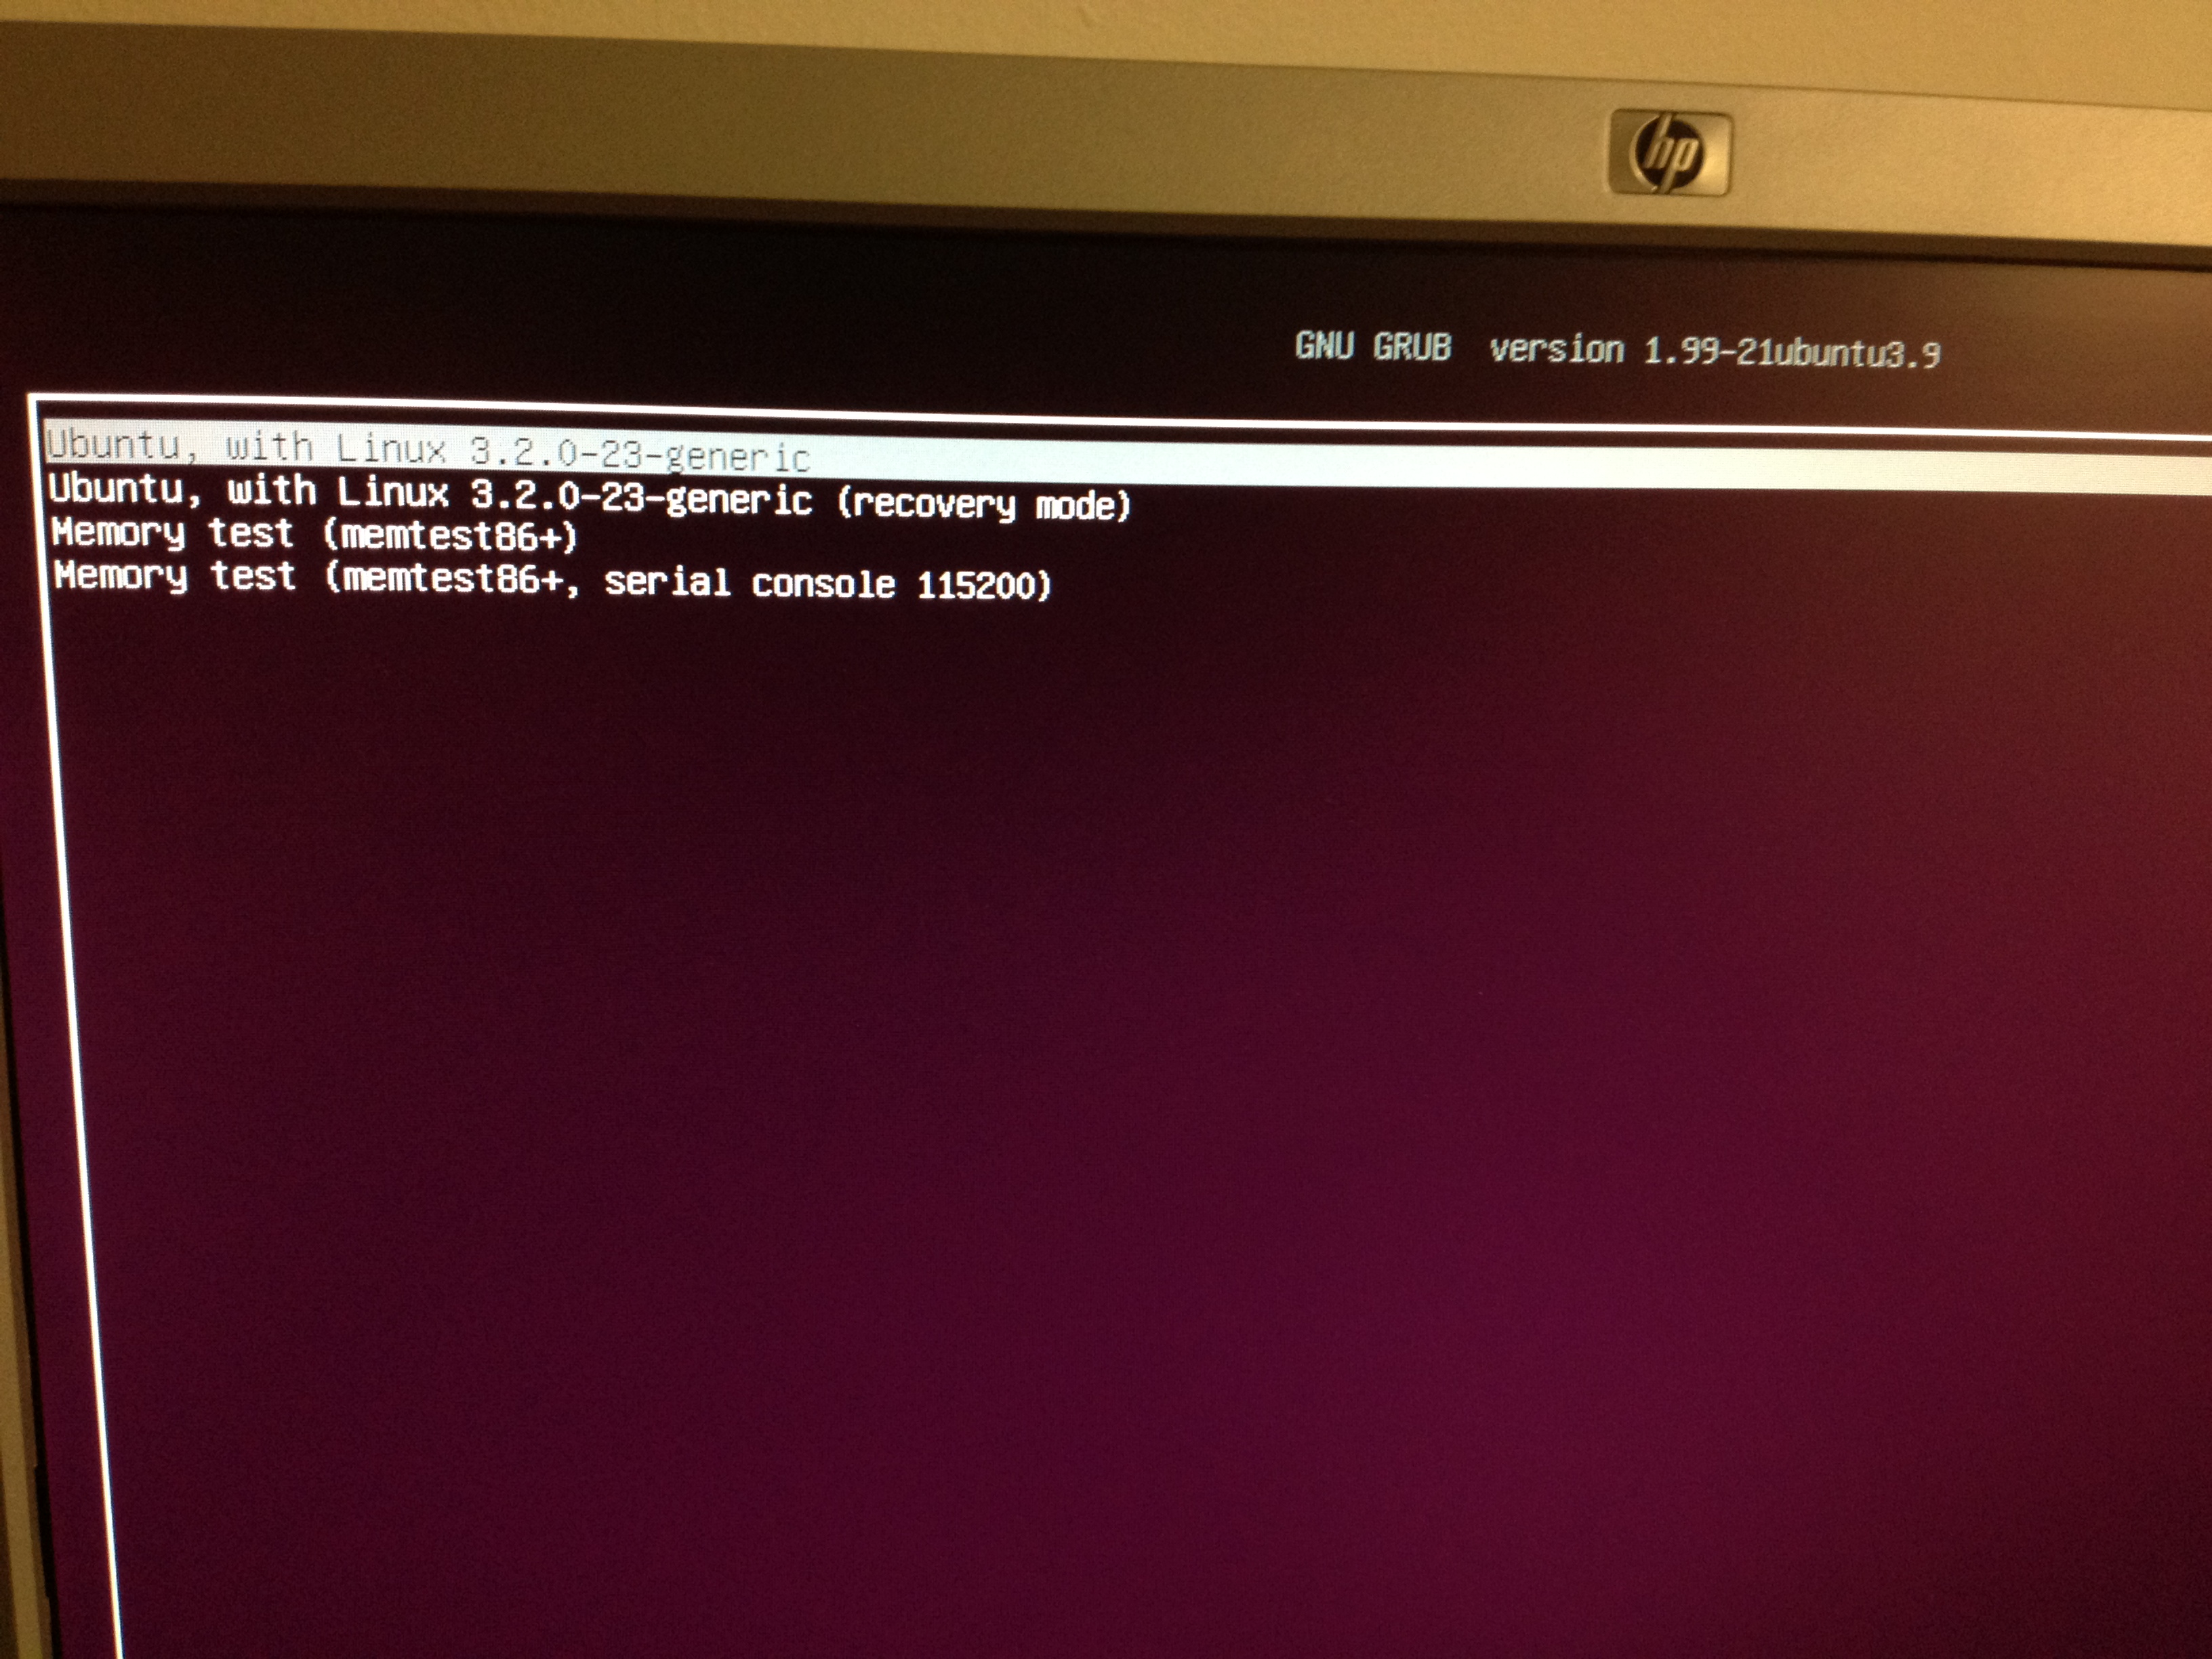 hp
GNU GRUB  version 1.99-21ubuntu3.9
Ubuntu, with Linux 3.2.0-23-generic
Ubuntu, with Linux 3.2.0-23-generic (recovery mode)
Memory test (memtest86+)
Memory test (memtest86+, serial console 115200)